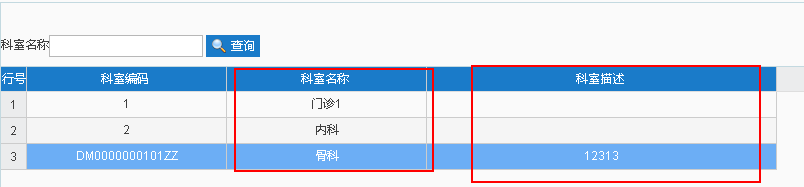 科室名称 查询
行号 科室编码 科室名称 科室描述
1 1 门诊1
2 2 内科
3 DM0000000101ZZ 骨科 12313